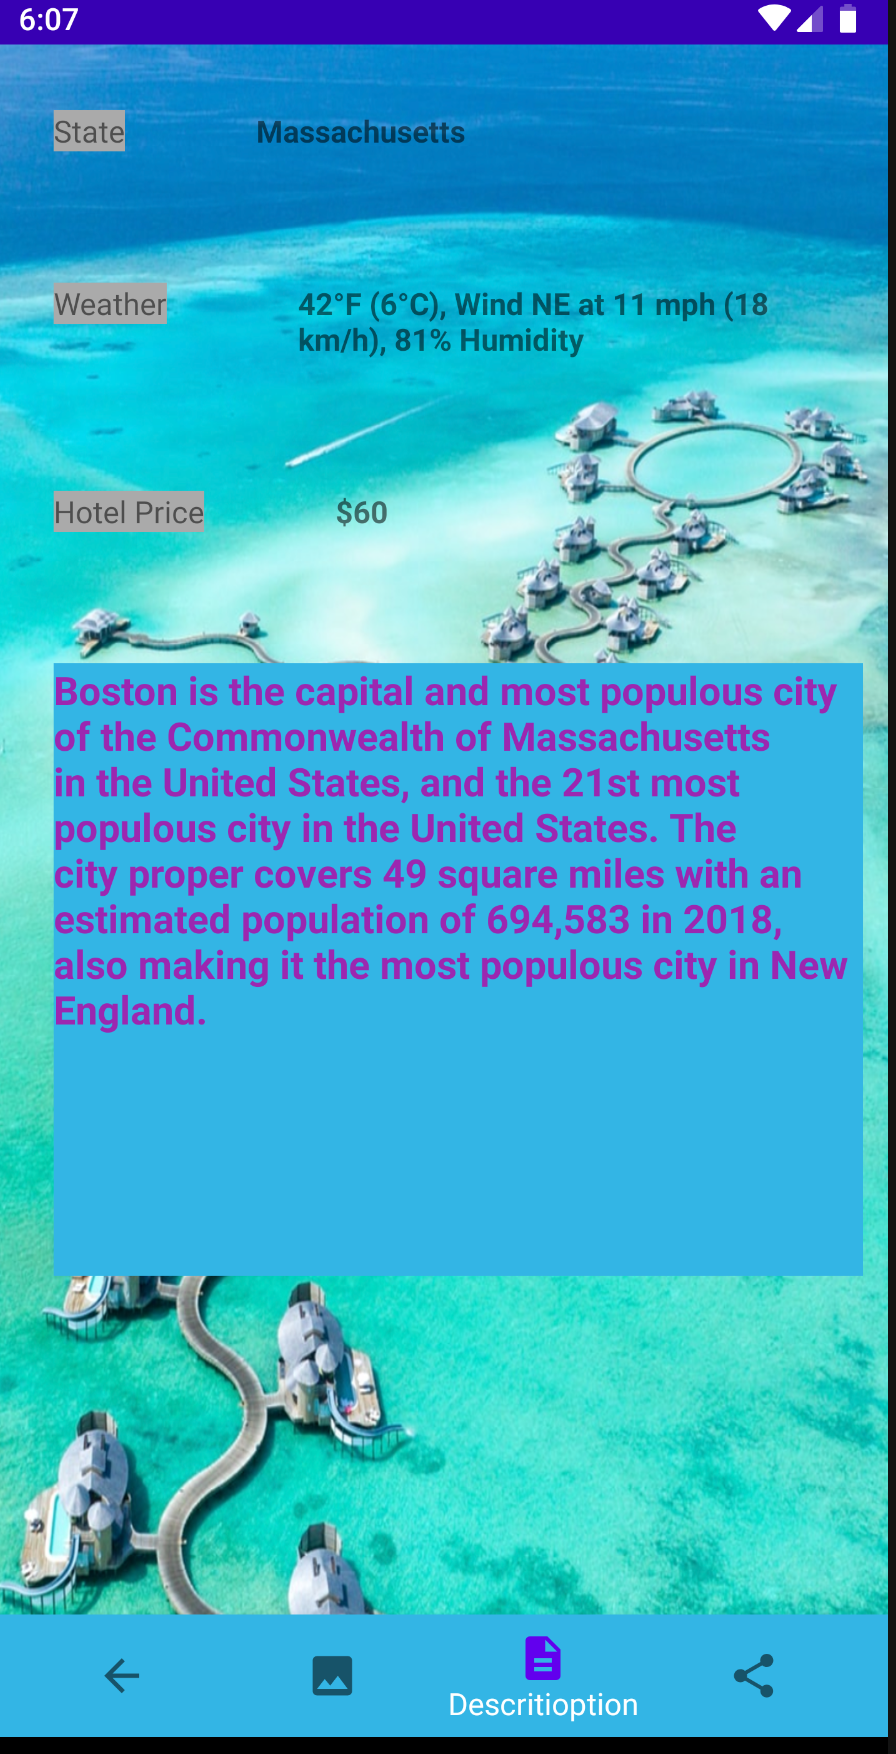 6:07
State Massachusetts
Weather 42°F (6°C), Wind NE at 11 mph (18
km/h), 81% Humidity
Hotel Price $60
Boston is the capital and most populous city
of the Commonwealth of Massachusetts
in the United States, and the 21st most
populous city in the United States. The
city proper covers 49 square miles with an
estimated population of 694,583 in 2018,
also making it the most populous city in New
England.
Descritioption